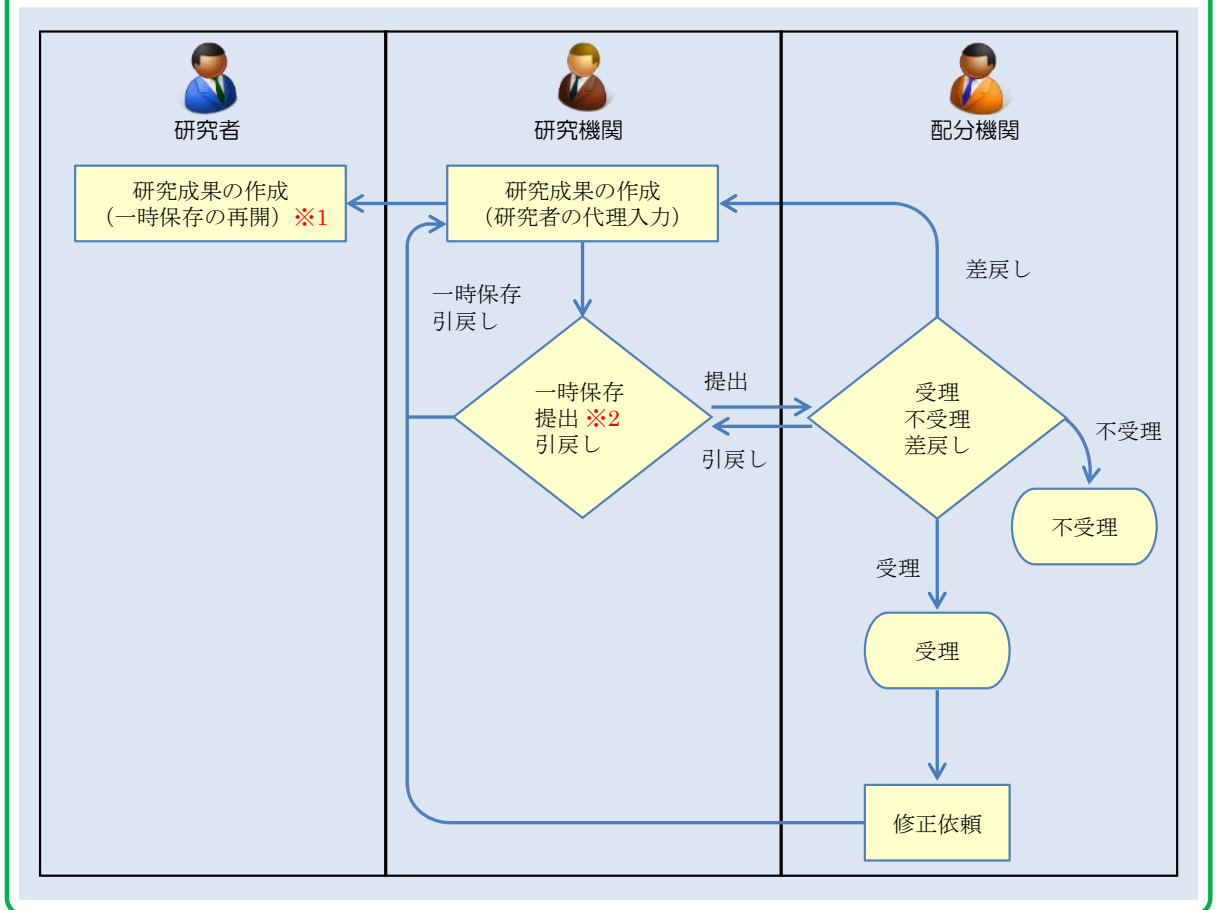 研究者
研究機関
配分機関
研究成果の作成
（一時保存の再開）※1
研究成果の作成
（研究者の代理入力）
差戻し
一時保存
引戻し
一時保存
提出 ※2
引戻し
提出
引戻し
受理
不受理
差戻し
不受理
不受理
受理
受理
修正依頼